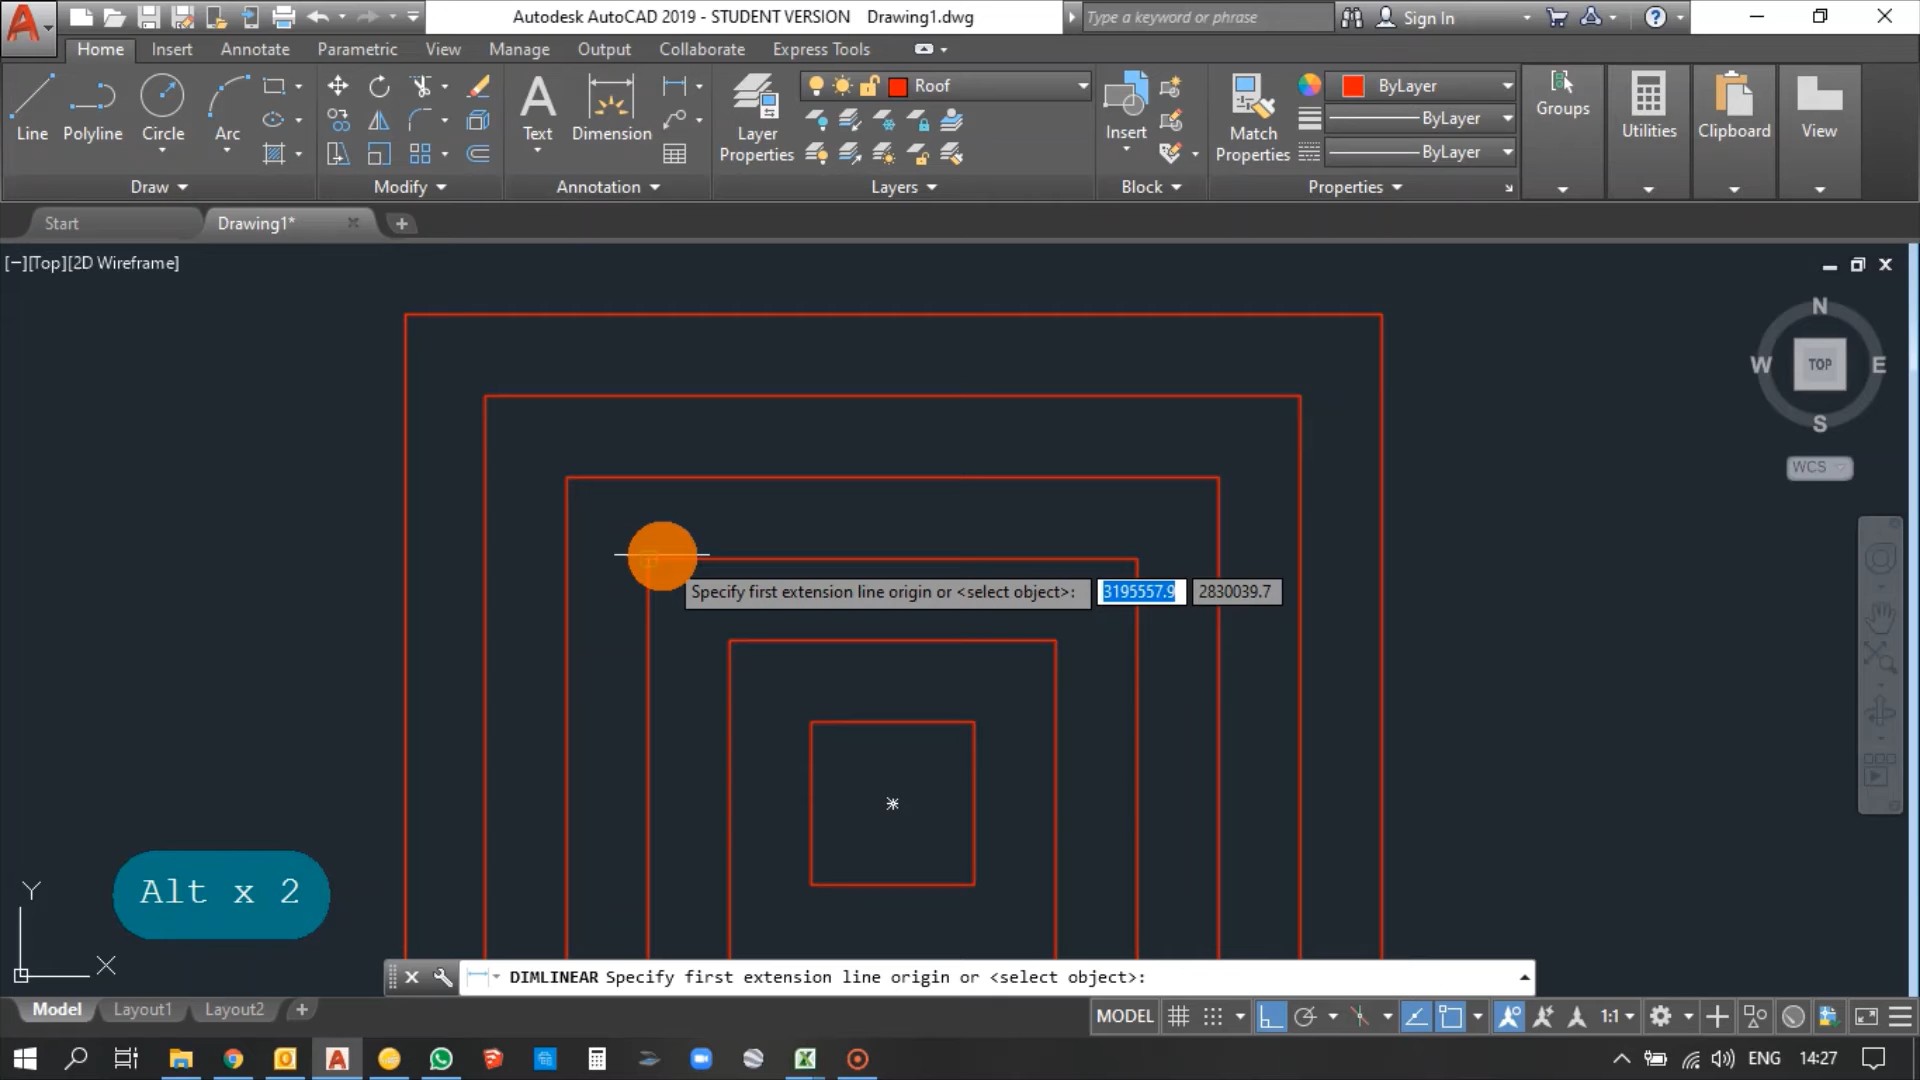 Autodesk AutoCAD 2019 - STUDENT VERSION Drawing1.dwg
Type a keyword or phrase
Sign In
Home Insert Annotate Parametric View Manage Output Collaborate Express Tools
Line Polyline Circle Arc
Text Dimension
Layer Properties
Roof
Insert
Match Properties
ByLayer
ByLayer
ByLayer
Groups Utilities Clipboard View
Draw Modify Annotation Layers Block Properties
Start Drawing1*
[−][Top][2D Wireframe]
N
W TOP E
S
WCS
Specify first extension line origin or <select object>: 3195557.9 2830039.7
Alt x 2
Y
X
DIMLINEAR Specify first extension line origin or <select object>:
Model Layout1 Layout2
MODEL 1:1
ENG 14:27